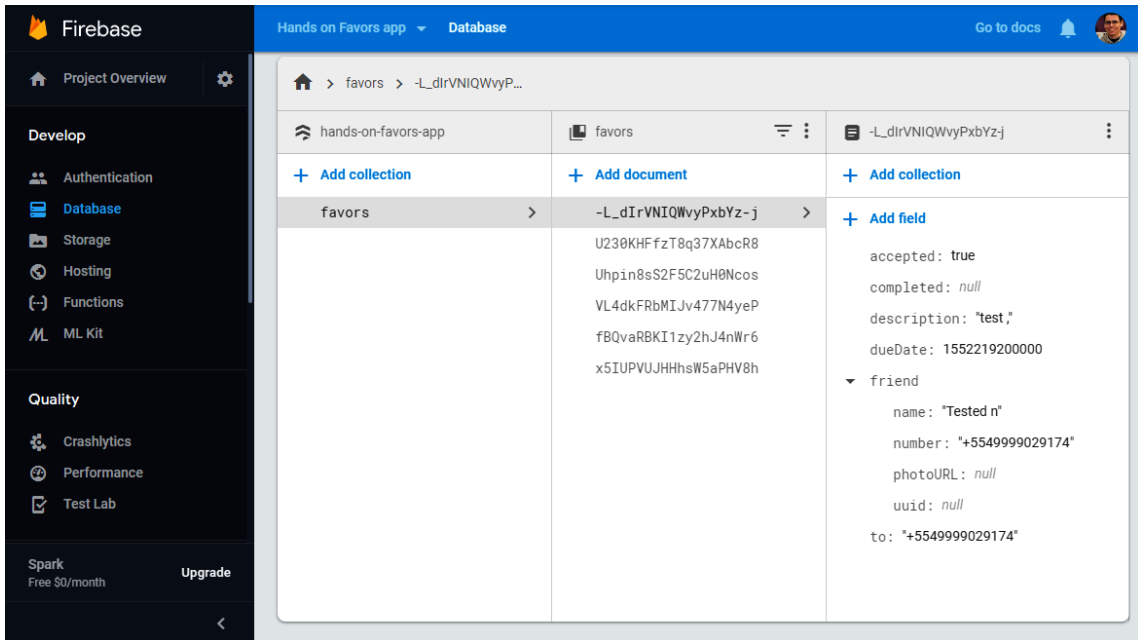 Firebase
Hands on Favors app
Database
Go to docs
Project Overview
Develop
Authentication
Database
Storage
Hosting
Functions
ML Kit
Quality
Crashlytics
Performance
Test Lab
Spark
Free $0/month
Upgrade
favors
-L_dIrVNIQWvyP...
hands-on-favors-app
Add collection
favors
favors
Add document
-L_dIrVNIQWvyPxbYz-j
U230KHFfzT8q37XAbcR8
Uhpin8sS2F5C2uH0Ncos
VL4dkFRbMIJv477N4yeP
fBQvaRBKI1zy2hJ4nWr6
x5IUPVUJHHhsW5aPHV8h
-L_dIrVNIQWvyPxbYz-j
Add collection
Add field
accepted: true
completed: null
description: "test ,"
dueDate: 1552219200000
friend
name: "Tested n"
number: "+5549999029174"
photoURL: null
uuid: null
to: "+5549999029174"